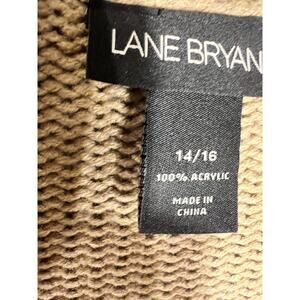 LANE BRYAN
14/16
100% ACRYLIC
MADE IN
CHINA